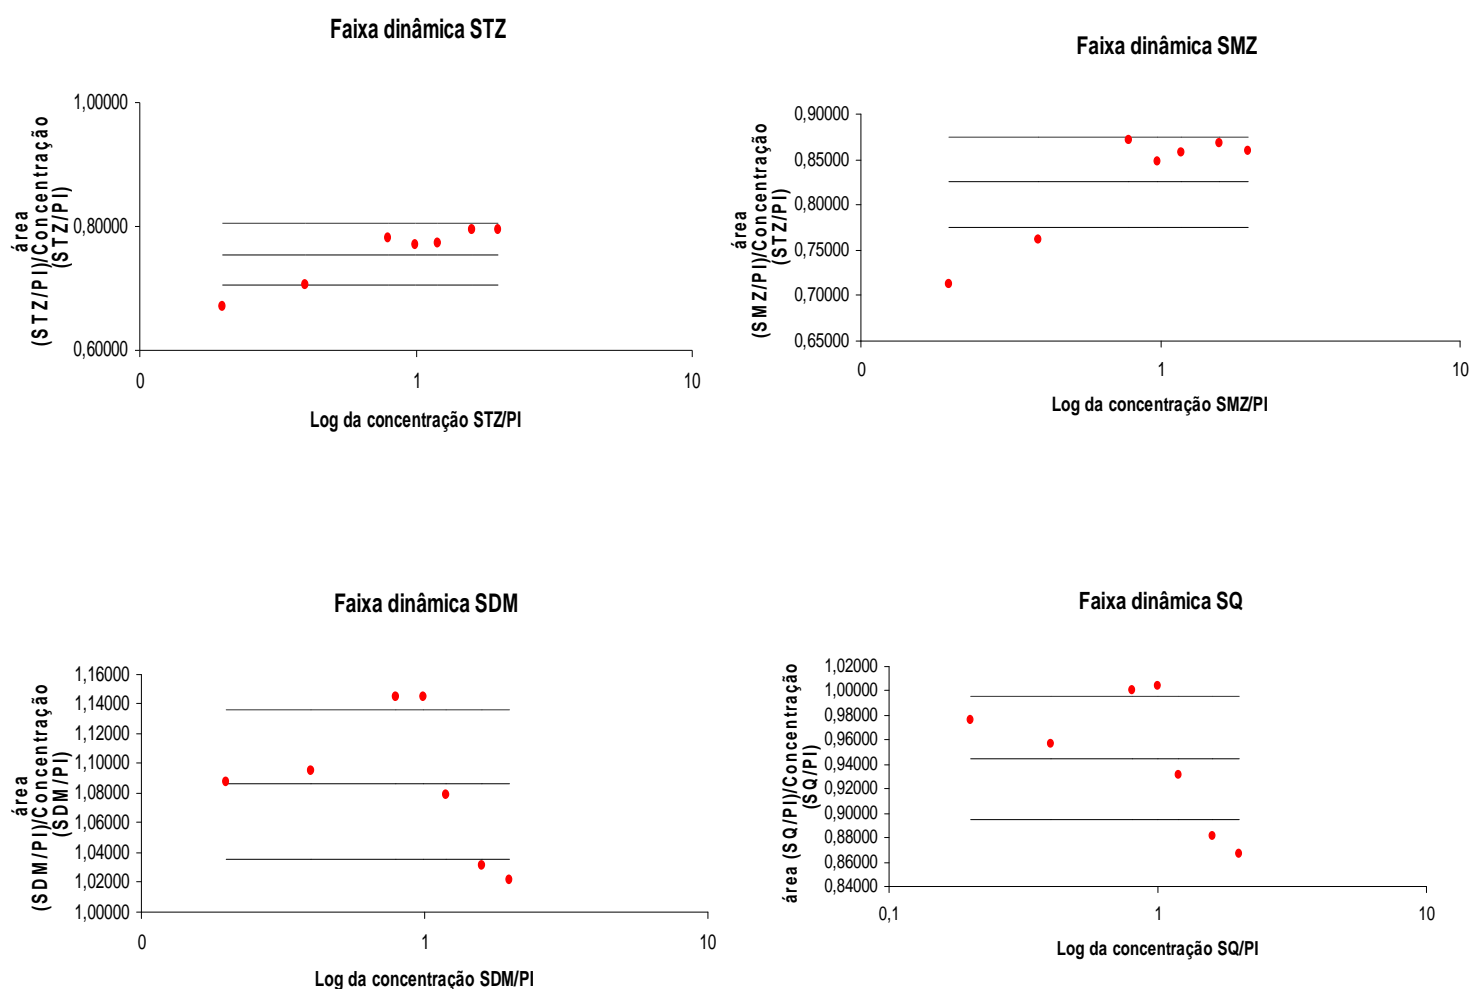 Faixa dinâmica STZ
área
(STZ/PI)/Concentração
(STZ/PI)
1,00000
0,80000
0,60000
0
1
10
Log da concentração STZ/PI
Faixa dinâmica SMZ
área
(SMZ/PI)/Concentração
(STZ/PI)
0,90000
0,85000
0,80000
0,75000
0,70000
0,65000
0
1
10
Log da concentração SMZ/PI
Faixa dinâmica SDM
área
(SDM/PI)/Concentração
(SDM/PI)
1,16000
1,14000
1,12000
1,10000
1,08000
1,06000
1,04000
1,02000
1,00000
0
1
10
Log da concentração SDM/PI
Faixa dinâmica SQ
área (SQ/PI)/Concentração
(SQ/PI)
1,02000
1,00000
0,98000
0,96000
0,94000
0,92000
0,90000
0,88000
0,86000
0,84000
0,1
1
10
Log da concentração SQ/PI